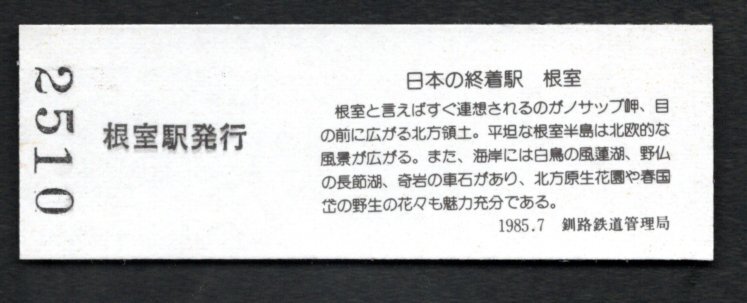 2510
根室駅発行
日本の終着駅 根室
根室と言えばすぐ連想されるのがノサップ岬、目
の前に広がる北方領土。平坦な根室半島は北欧的な
風景が広がる。また、海岸には白鳥の風蓮湖、野仏
の長節湖、奇岩の車石があり、北方原生花園や春国
岱の野生の花々も魅力充分である。
1985.7 釧路鉄道管理局